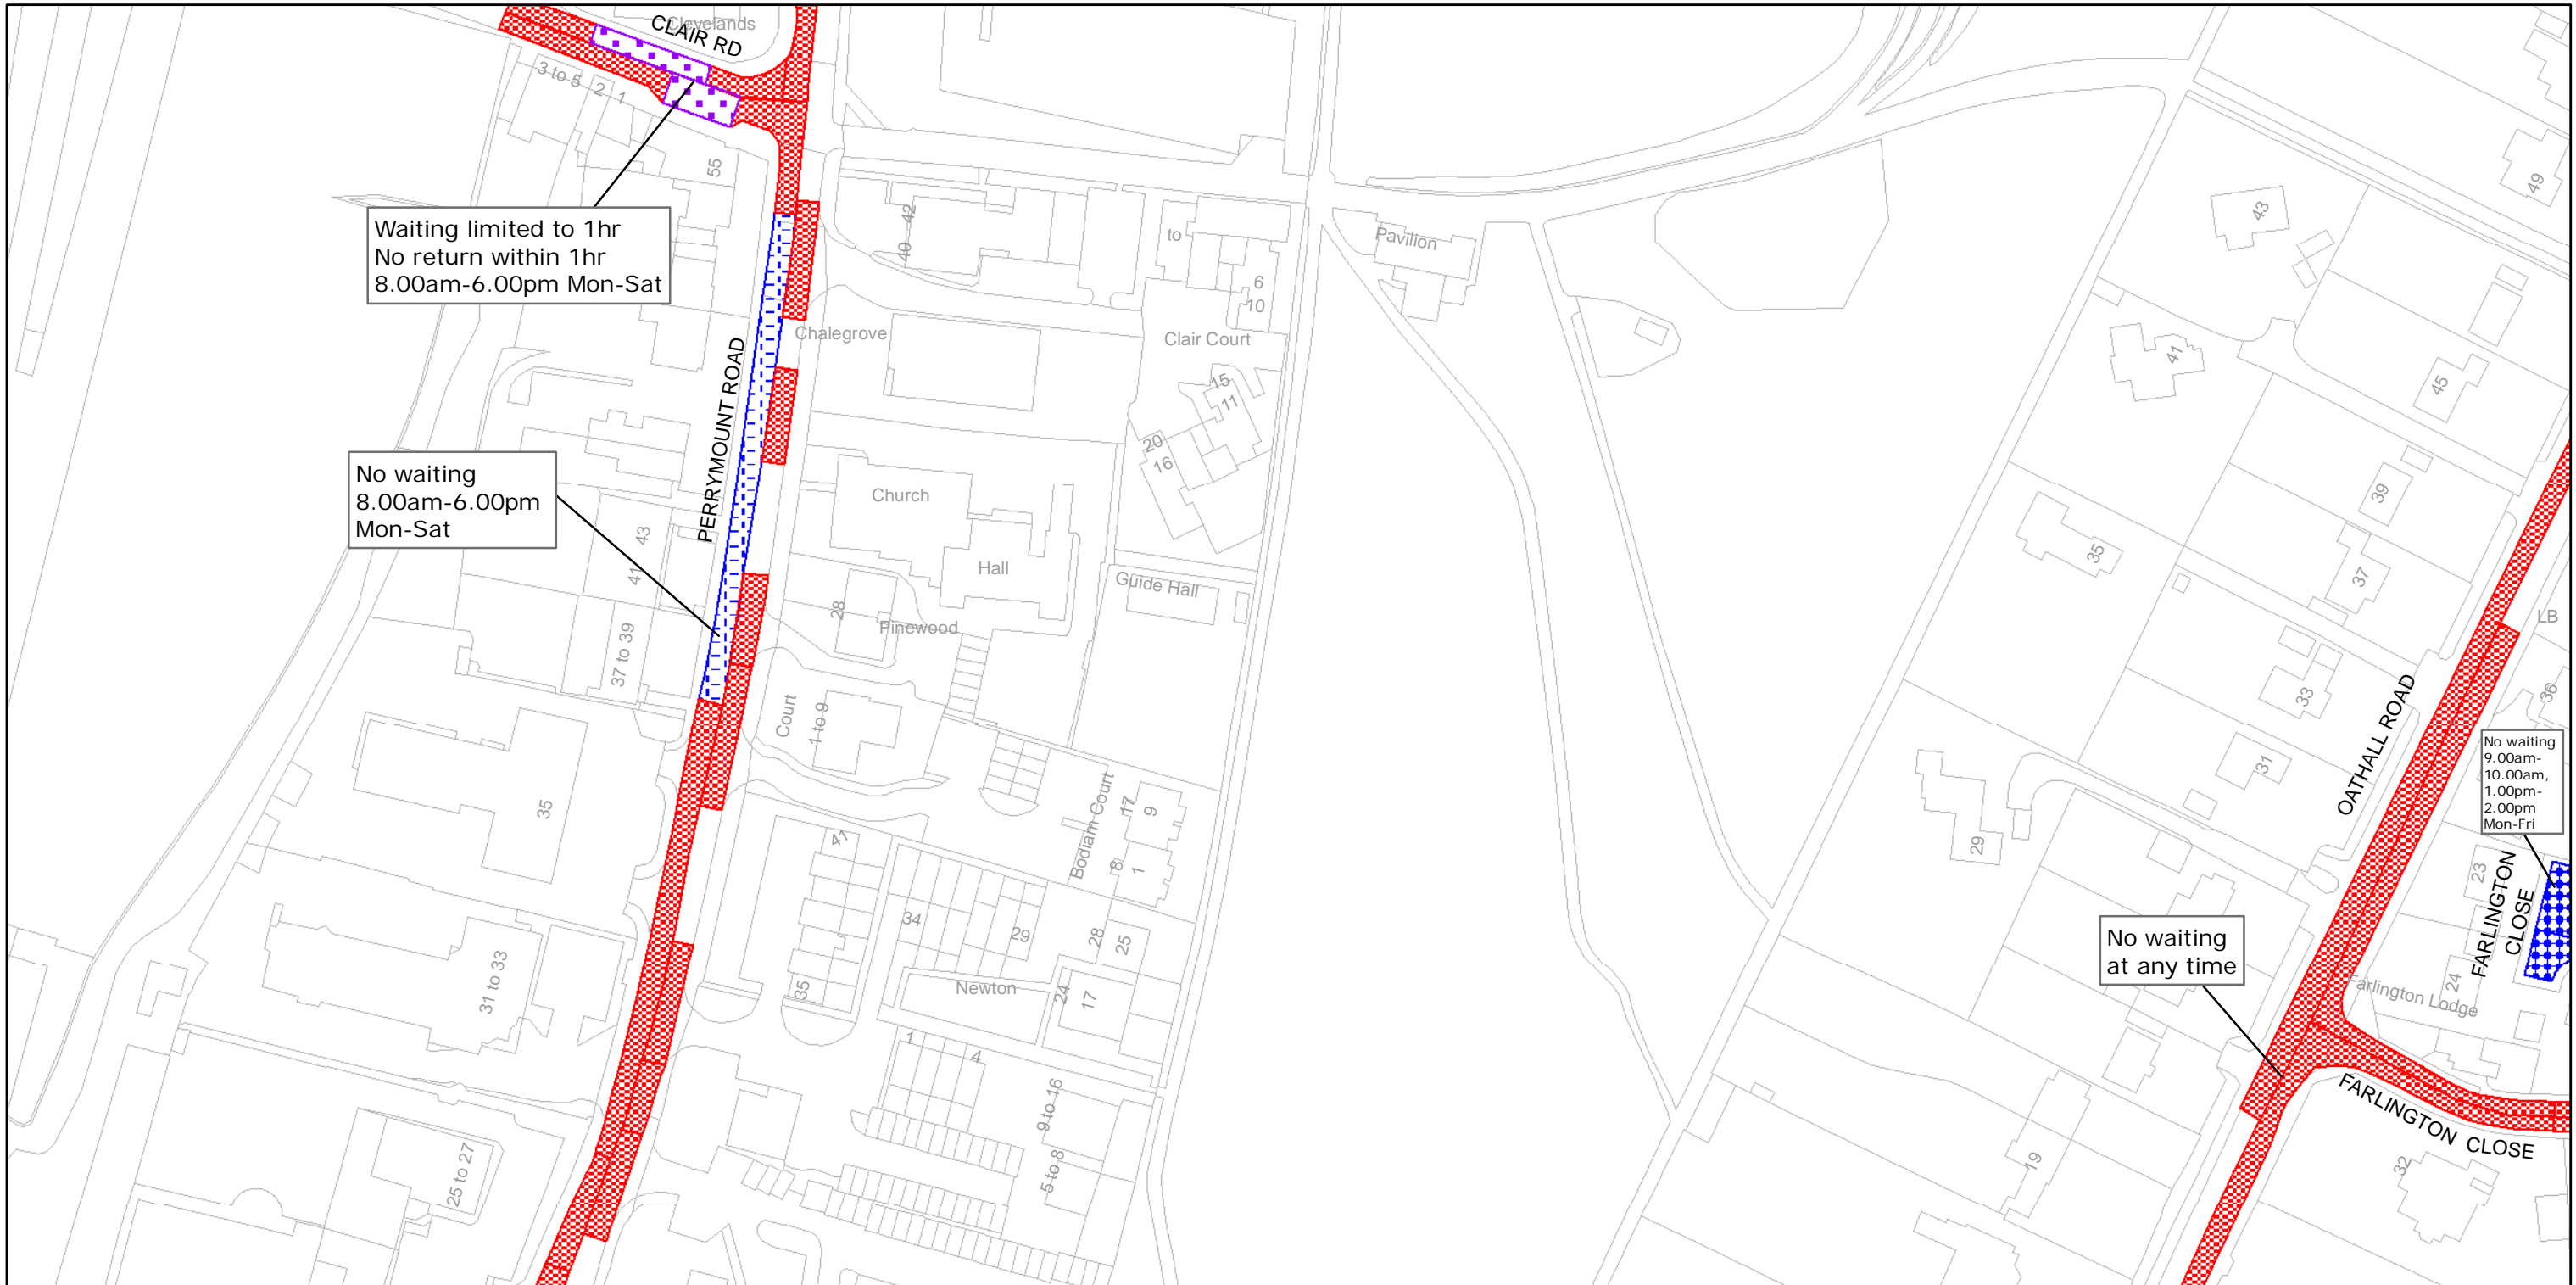 Clevelands
CLAIR RD
3 to 5
2
1
55
Waiting limited to 1hr
No return within 1hr
8.00am-6.00pm Mon-Sat
42
40
to
6
10
Pavilion
Chalegrove
Clair Court
15
11
20
16
PERRYMOUNT ROAD
No waiting
8.00am-6.00pm
Mon-Sat
43
41
37 to 39
Church
Hall
Guide Hall
28
Pinewood
Court
1 to 9
35
41
35
34
29
Bodiam Court
17
9
8
1
28
25
Newton
24
17
31 to 33
1
4
9 to 16
5 to 8
25 to 27
49
43
41
45
39
37
35
33
31
29
LB
36
OATHALL ROAD
No waiting
9.00am-
10.00am,
1.00pm-
2.00pm
Mon-Fri
23
FARLINGTON
CLOSE
24
Farlington Lodge
No waiting
at any time
FARLINGTON CLOSE
32
19